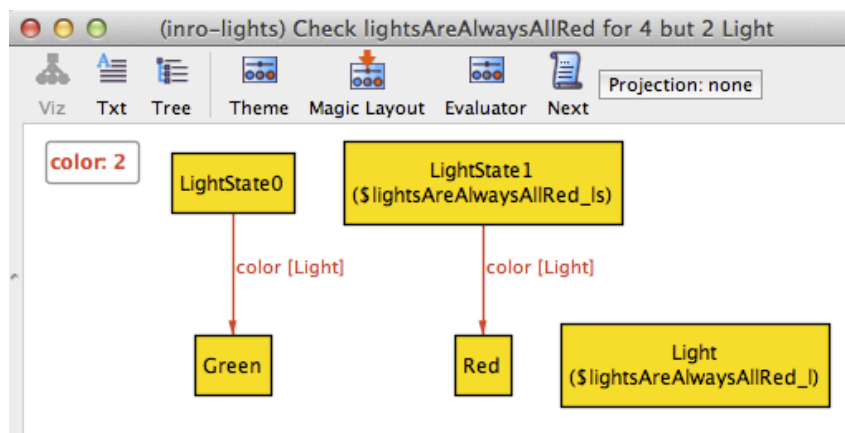 (inro-lights) Check lightsAreAlwaysAllRed for 4 but 2 Light
Viz Txt Tree Theme Magic Layout Evaluator Next Projection: none
color: 2
LightState0
LightState1
($lightsAreAlwaysAllRed_ls)
color [Light]
color [Light]
Green
Red
Light
($lightsAreAlwaysAllRed_l)